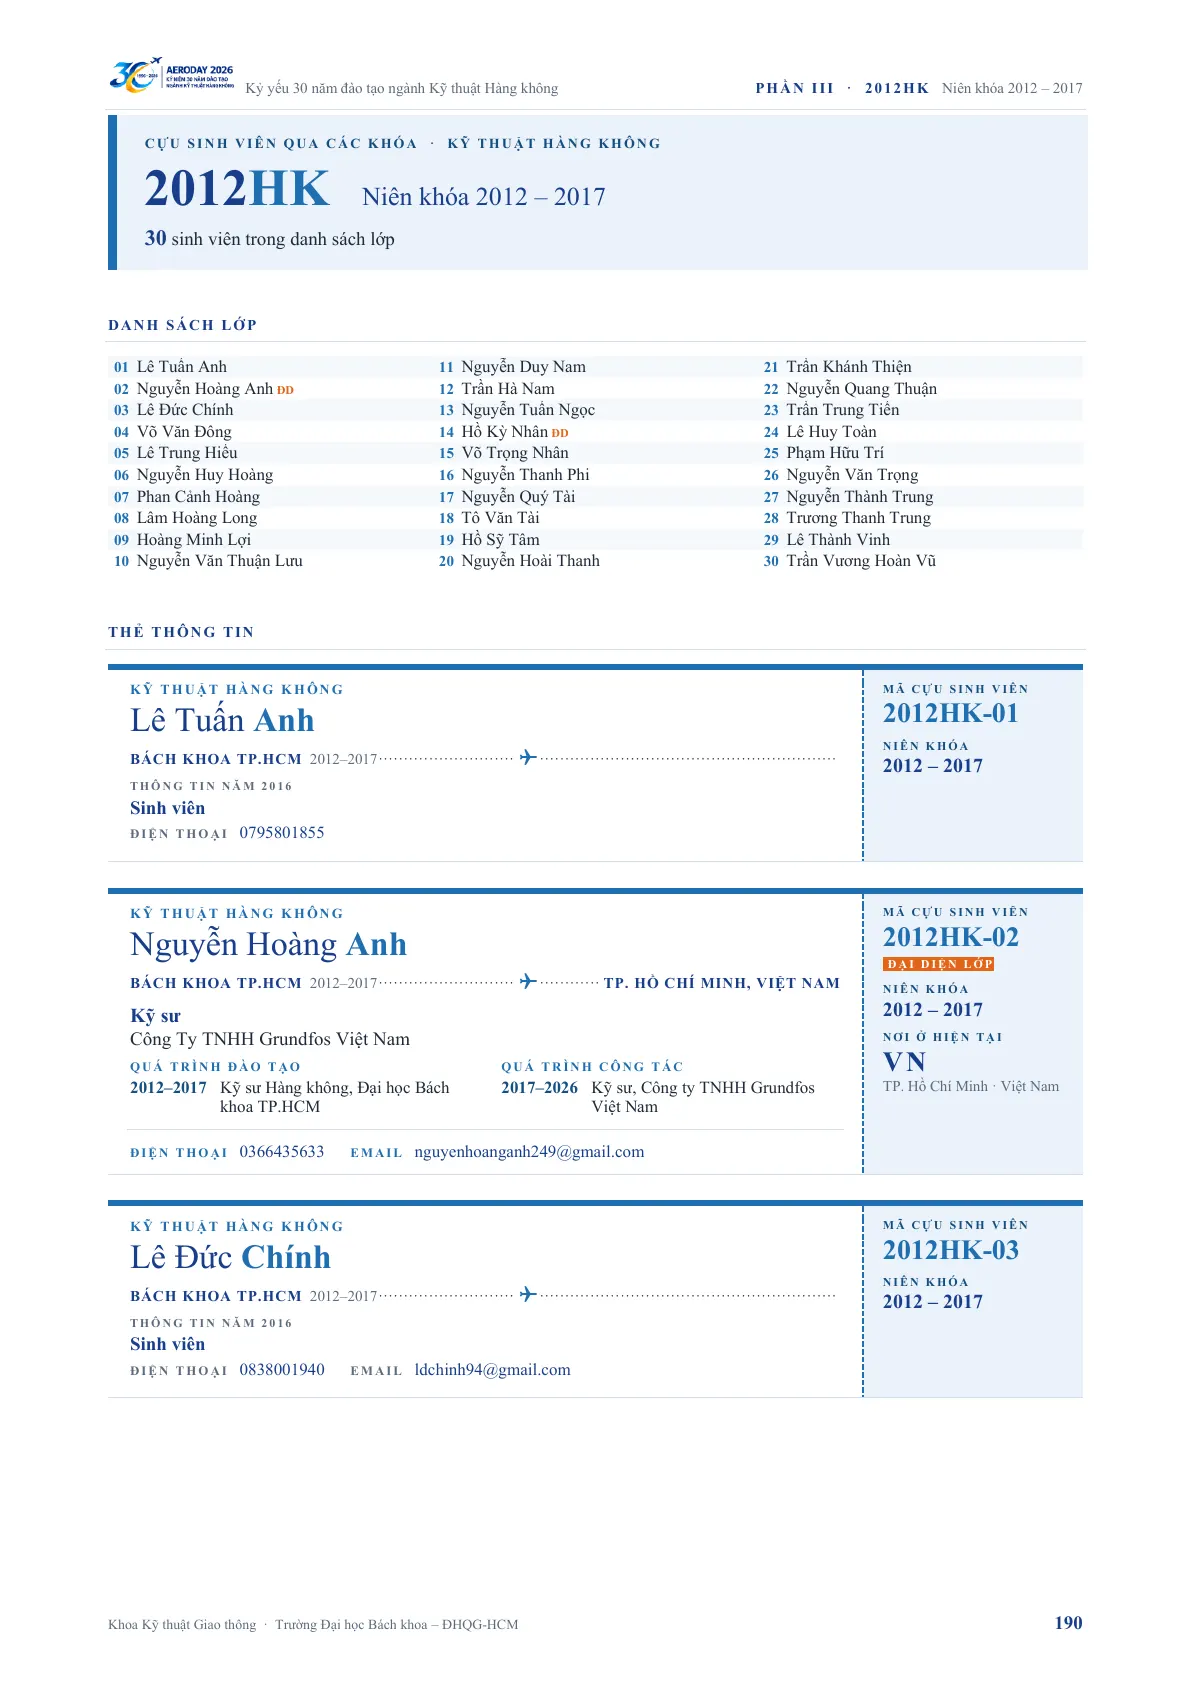 30 1996-2026 AERODAY 2026
KỶ NIỆM 30 NĂM ĐÀO TẠO
NGÀNH KỸ THUẬT HÀNG KHÔNG
Kỷ yếu 30 năm đào tạo ngành Kỹ thuật Hàng không
PHẦN III · 2012HK Niên khóa 2012 – 2017
CỰU SINH VIÊN QUA CÁC KHÓA · KỸ THUẬT HÀNG KHÔNG
2012HK Niên khóa 2012 – 2017
30 sinh viên trong danh sách lớp
DANH SÁCH LỚP
01 Lê Tuấn Anh
02 Nguyễn Hoàng Anh ĐD
03 Lê Đức Chính
04 Võ Văn Đông
05 Lê Trung Hiếu
06 Nguyễn Huy Hoàng
07 Phan Cảnh Hoàng
08 Lâm Hoàng Long
09 Hoàng Minh Lợi
10 Nguyễn Văn Thuận Lưu
11 Nguyễn Duy Nam
12 Trần Hà Nam
13 Nguyễn Tuấn Ngọc
14 Hồ Kỳ Nhân ĐD
15 Võ Trọng Nhân
16 Nguyễn Thanh Phi
17 Nguyễn Quý Tài
18 Tô Văn Tài
19 Hồ Sỹ Tâm
20 Nguyễn Hoài Thanh
21 Trần Khánh Thiện
22 Nguyễn Quang Thuận
23 Trần Trung Tiến
24 Lê Huy Toàn
25 Phạm Hữu Trí
26 Nguyễn Văn Trọng
27 Nguyễn Thành Trung
28 Trương Thanh Trung
29 Lê Thành Vinh
30 Trần Vương Hoàn Vũ
THẺ THÔNG TIN
KỸ THUẬT HÀNG KHÔNG
Lê Tuấn Anh
BÁCH KHOA TP.HCM 2012–2017
THÔNG TIN NĂM 2016
Sinh viên
ĐIỆN THOẠI 0795801855
MÃ CỰU SINH VIÊN
2012HK-01
NIÊN KHÓA
2012 – 2017
KỸ THUẬT HÀNG KHÔNG
Nguyễn Hoàng Anh
BÁCH KHOA TP.HCM 2012–2017 TP. HỒ CHÍ MINH, VIỆT NAM
Kỹ sư
Công Ty TNHH Grundfos Việt Nam
QUÁ TRÌNH ĐÀO TẠO
2012–2017 Kỹ sư Hàng không, Đại học Bách
khoa TP.HCM
QUÁ TRÌNH CÔNG TÁC
2017–2026 Kỹ sư, Công ty TNHH Grundfos
Việt Nam
ĐIỆN THOẠI 0366435633 EMAIL nguyenhoanganh249@gmail.com
MÃ CỰU SINH VIÊN
2012HK-02
ĐẠI DIỆN LỚP
NIÊN KHÓA
2012 – 2017
NƠI Ở HIỆN TẠI
VN
TP. Hồ Chí Minh · Việt Nam
KỸ THUẬT HÀNG KHÔNG
Lê Đức Chính
BÁCH KHOA TP.HCM 2012–2017
THÔNG TIN NĂM 2016
Sinh viên
ĐIỆN THOẠI 0838001940 EMAIL ldchinh94@gmail.com
MÃ CỰU SINH VIÊN
2012HK-03
NIÊN KHÓA
2012 – 2017
Khoa Kỹ thuật Giao thông · Trường Đại học Bách khoa – ĐHQG-HCM
190